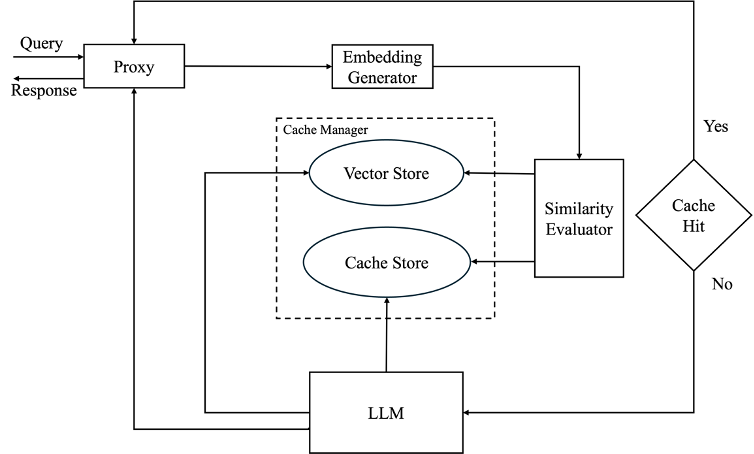 Query
Response
Proxy
Embedding
Generator
Cache Manager
Vector Store
Cache Store
Similarity
Evaluator
Yes
Cache
Hit
No
LLM